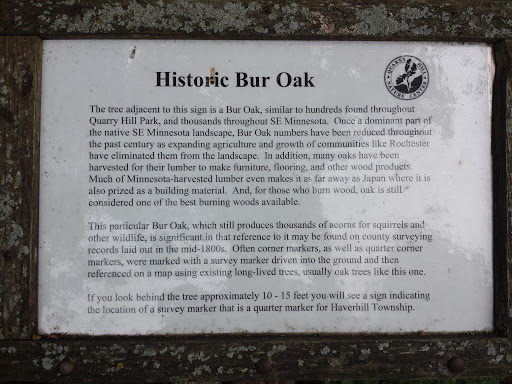 Historic Bur Oak
QUARRY HILL
NATURE CENTER
The tree adjacent to this sign is a Bur Oak, similar to hundreds found throughout
Quarry Hill Park, and thousands throughout SE Minnesota. Once a dominant part of
the native SE Minnesota landscape, Bur Oak numbers have been reduced throughout
the past century as expanding agriculture and growth of communities like Rochester
have eliminated them from the landscape. In addition, many oaks have been
harvested for their lumber to make furniture, flooring, and other wood products.
Much of Minnesota-harvested lumber even makes it as far away as Japan where it is
also prized as a building material. And, for those who burn wood, oak is still
considered one of the best burning woods available.
This particular Bur Oak, which still produces thousands of acorns for squirrels and
other wildlife, is significant in that reference to it may be found on county surveying
records laid out in the mid-1800s. Often corner markers, as well as quarter corner
markers, were marked with a survey marker driven into the ground and then
referenced on a map using existing long-lived trees, usually oak trees like this one.
If you look behind the tree approximately 10 - 15 feet you will see a sign indicating
the location of a survey marker that is a quarter marker for Haverhill Township.